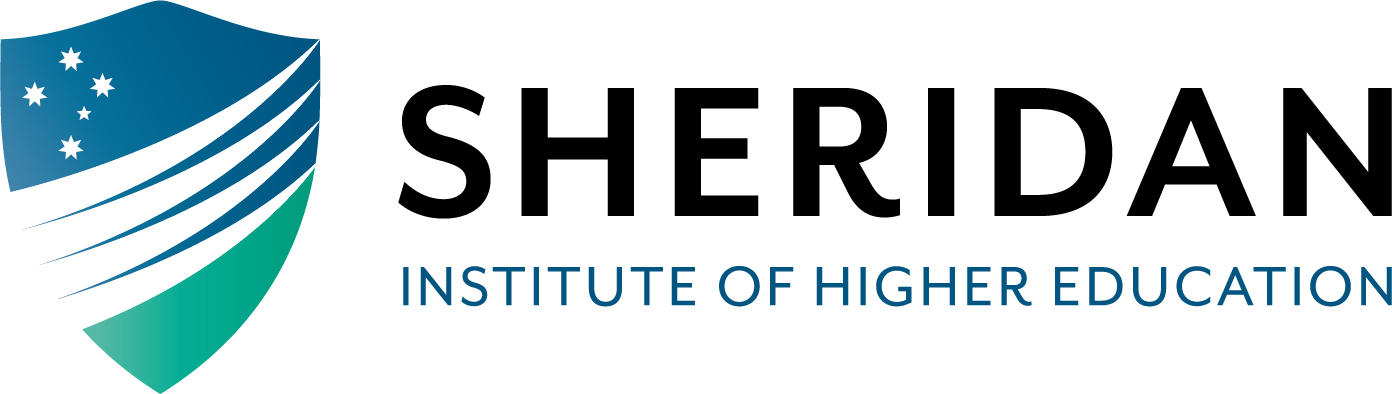 SHERIDAN
INSTITUTE OF HIGHER EDUCATION